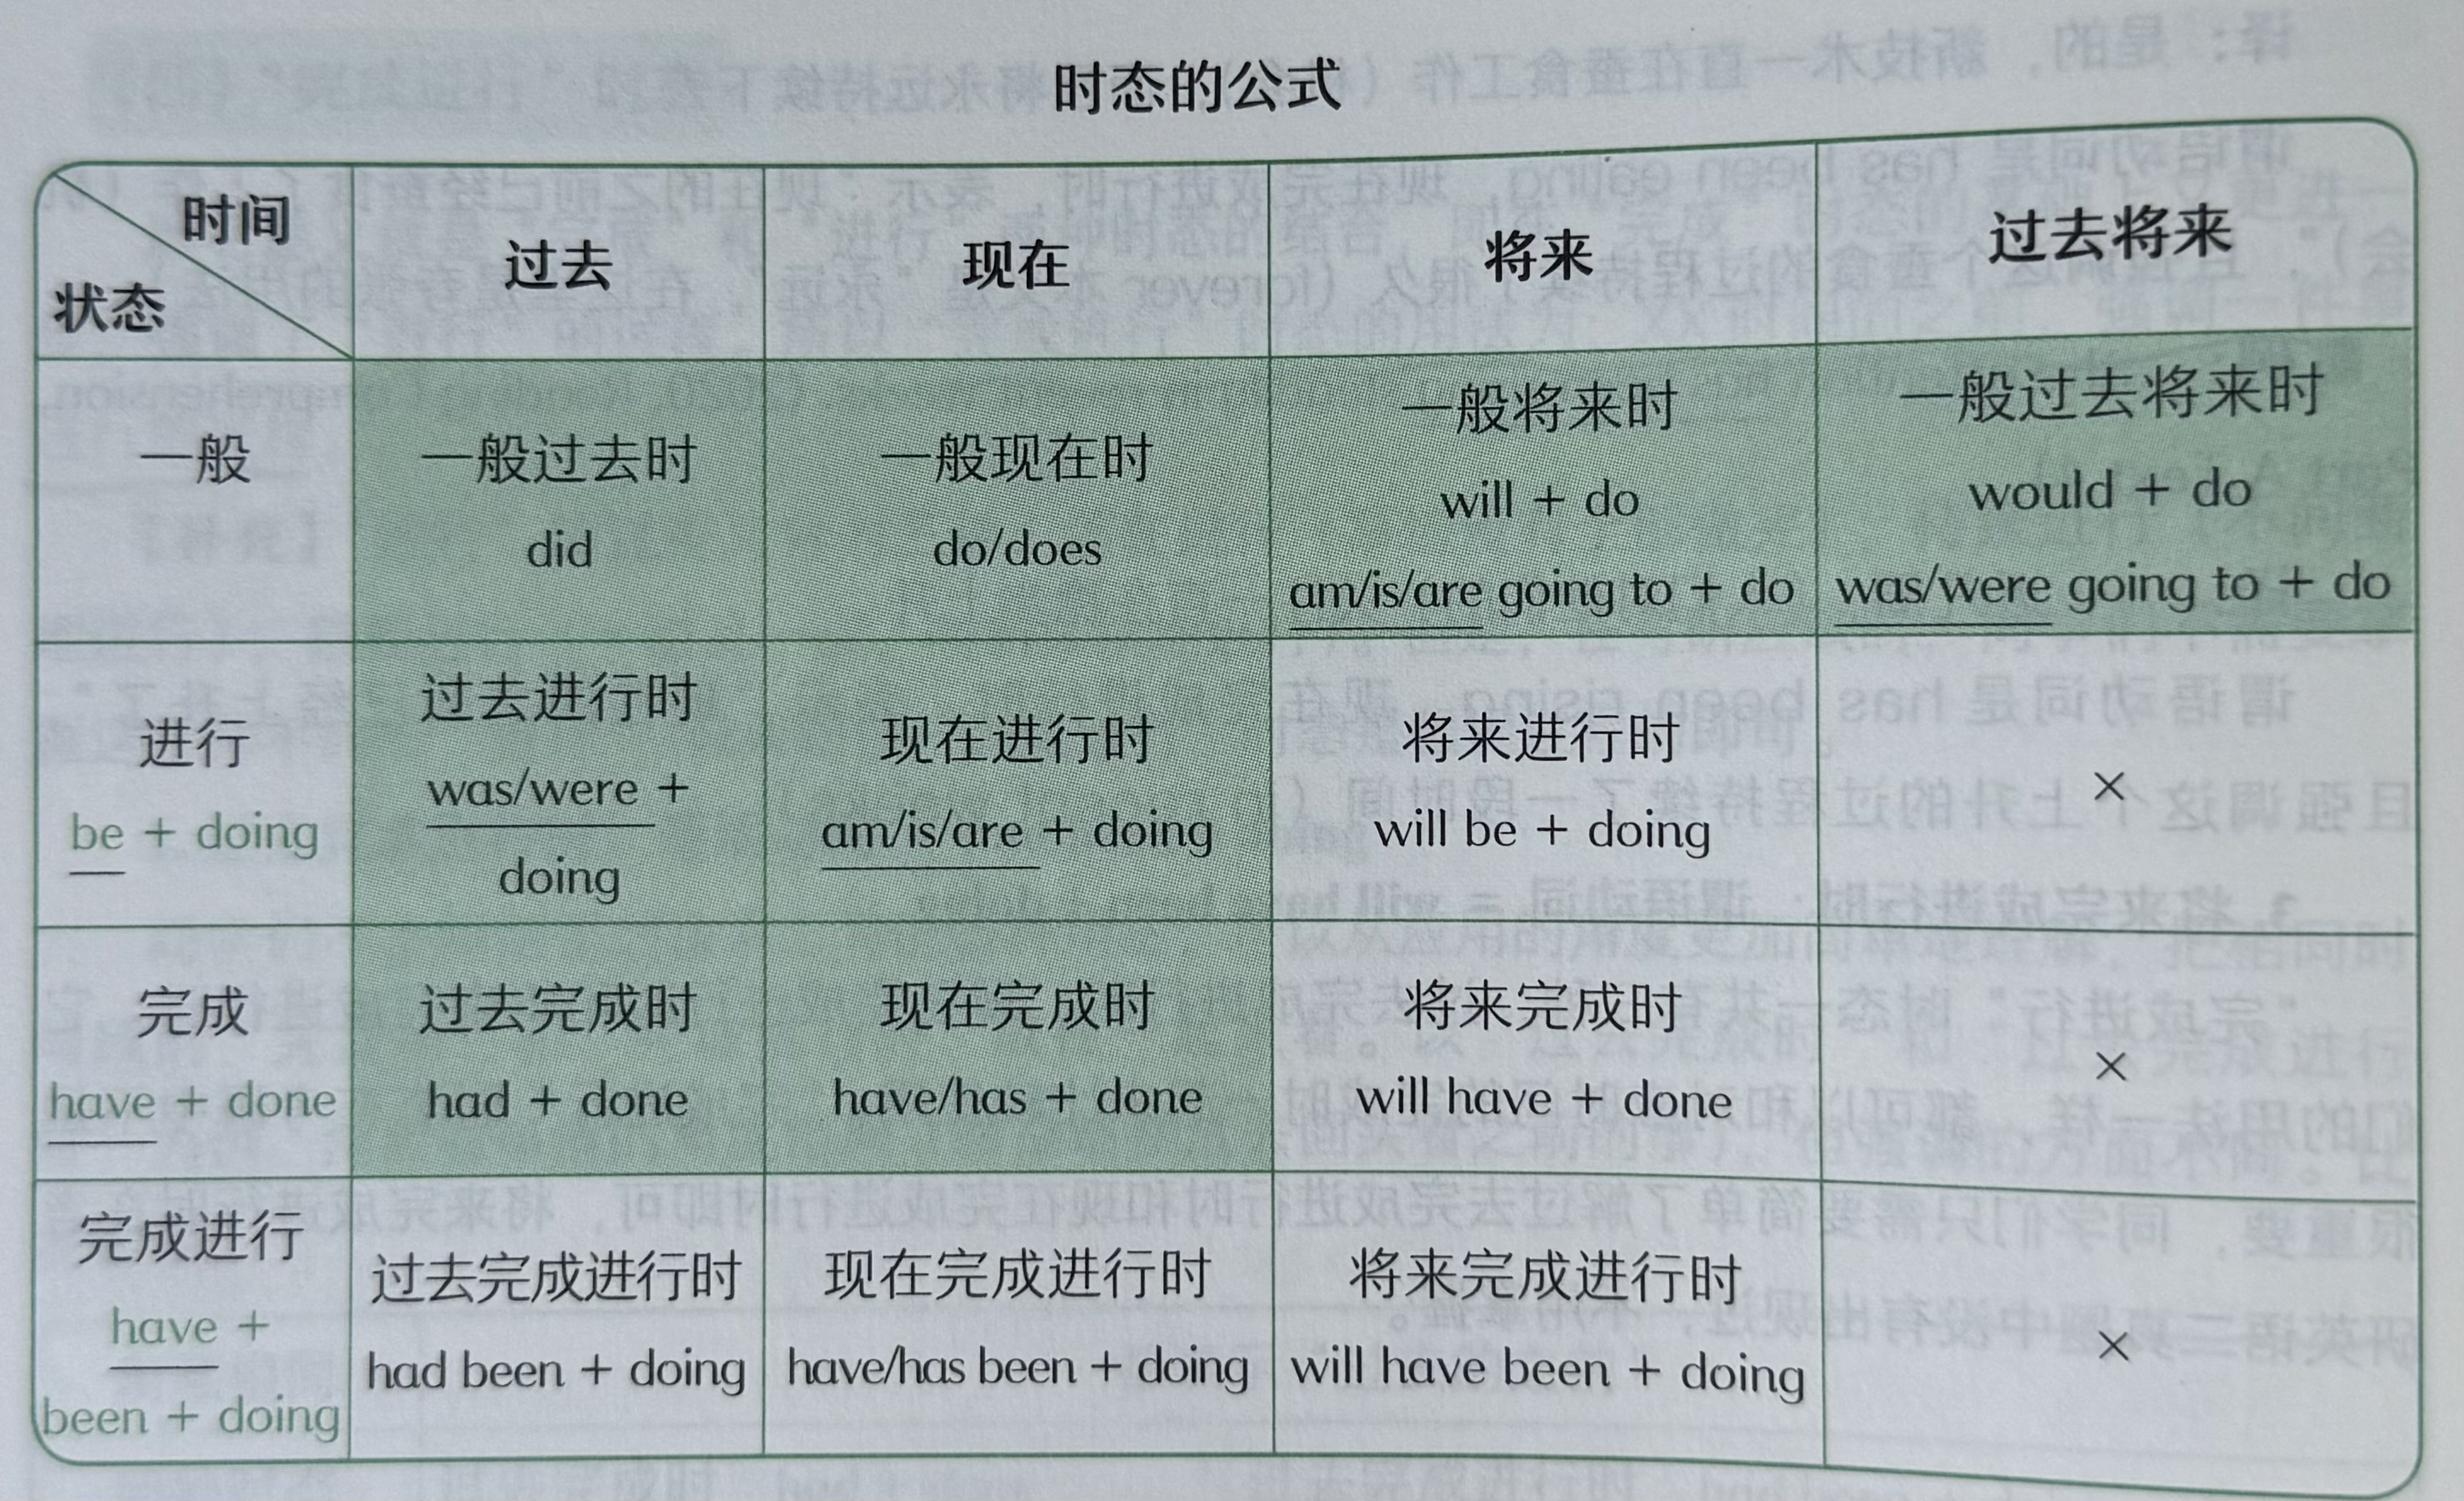 时态的公式
时间
状态
过去
现在
将来
过去将来
一般
一般过去时
did
一般现在时
do/does
一般将来时
will + do
am/is/are going to + do
一般过去将来时
would + do
was/were going to + do
进行
be + doing
过去进行时
was/were +
doing
现在进行时
am/is/are + doing
将来进行时
will be + doing
×
完成
have + done
过去完成时
had + done
现在完成时
have/has + done
将来完成时
will have + done
×
完成进行
have +
been + doing
过去完成进行时
had been + doing
现在完成进行时
have/has been + doing
将来完成进行时
will have been + doing
×